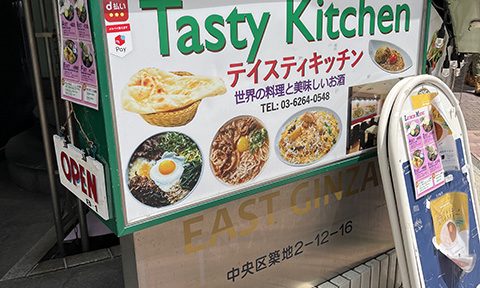 d払い
Pay
Tasty Kitchen
テイスティキッチン
世界の料理と美味しいお酒
TEL: 03-6264-0548
OPEN
EAST GINZA
中央区築地2-12-16
LUNCH MENU